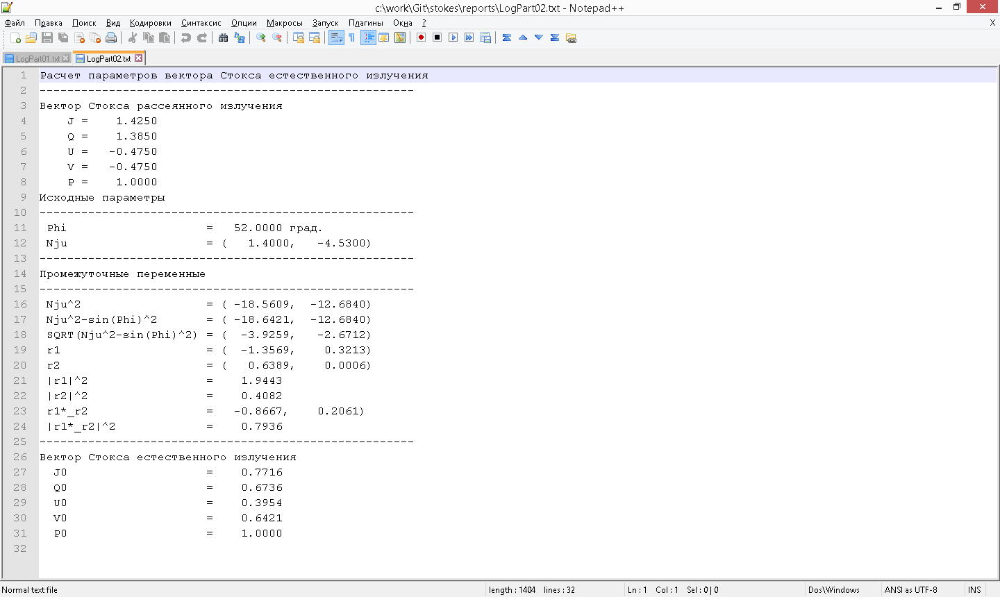 c:\work\Git\stokes\reports\LogPart02.txt - Notepad++
Файл Правка Поиск Вид Кодировки Синтаксис Опции Макросы Запуск Плагины Окна ? X
LogPart01.txt LogPart02.txt
1 Расчет параметров вектора Стокса естественного излучения
2 ------------------------------------------------------
3 Вектор Стокса рассеянного излучения
4 J = 1.4250
5 Q = 1.3850
6 U = -0.4750
7 V = -0.4750
8 P = 1.0000
9 Исходные параметры
10 ------------------------------------------------------
11 Phi = 52.0000 град.
12 Nju = ( 1.4000, -4.5300)
13 ------------------------------------------------------
14 Промежуточные переменные
15 ------------------------------------------------------
16 Nju^2 = ( -18.5609, -12.6840)
17 Nju^2-sin(Phi)^2 = ( -18.6421, -12.6840)
18 SQRT(Nju^2-sin(Phi)^2) = ( -3.9259, -2.6712)
19 r1 = ( -1.3569, 0.3213)
20 r2 = ( 0.6389, 0.0006)
21 |r1|^2 = 1.9443
22 |r2|^2 = 0.4082
23 r1*_r2 = -0.8667, 0.2061)
24 |r1*_r2|^2 = 0.7936
25 ------------------------------------------------------
26 Вектор Стокса естественного излучения
27 J0 = 0.7716
28 Q0 = 0.6736
29 U0 = 0.3954
30 V0 = 0.6421
31 P0 = 1.0000
32
Normal text file length : 1404 lines : 32 Ln : 1 Col : 1 Sel : 0 | 0 Dos\Windows ANSI as UTF-8 INS